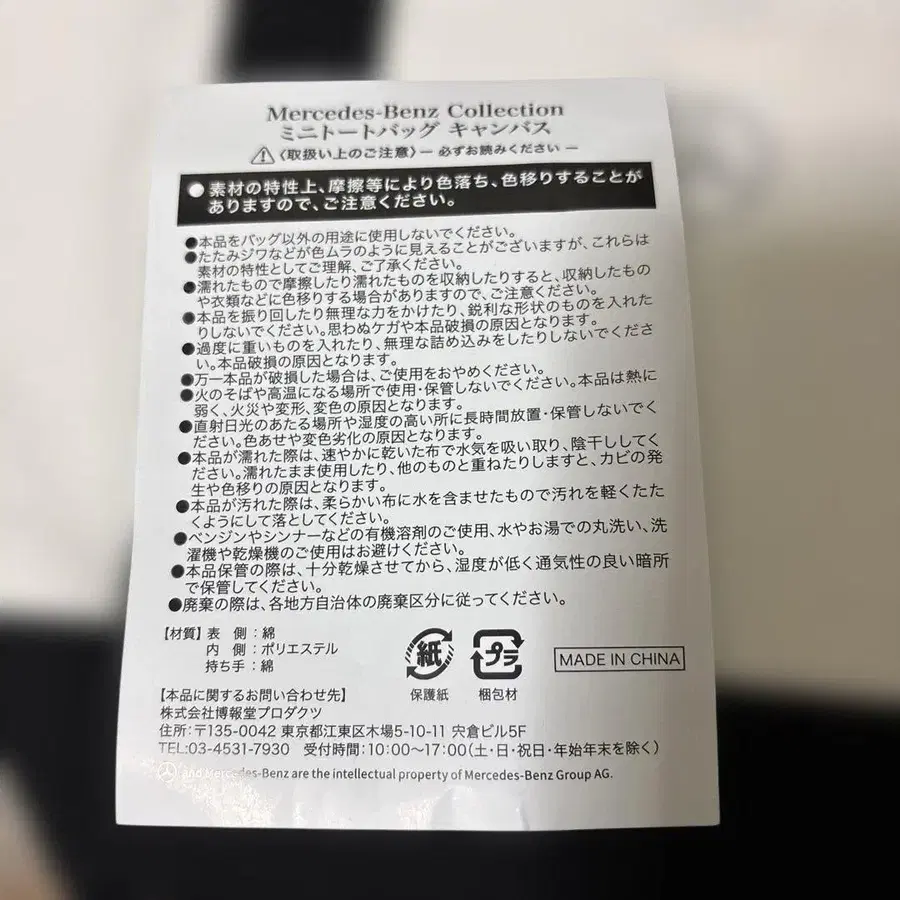 Mercedes-Benz Collection
ミニトートバッグ キャンバス
〈取扱い上のご注意〉ー 必ずお読みください ー
●素材の特性上、摩擦等により色落ち、色移りすることが
ありますので、ご注意ください。
●本品をバッグ以外の用途に使用しないでください。
●たたみジワなどが色ムラのように見えることがございますが、これらは
素材の特性としてご理解、ご了承ください。
●濡れたもので摩擦したり濡れたものを収納したりすると、収納したもの
や衣類などに色移りする場合がありますので、ご注意ください。
●本品を振り回したり無理な力をかけたり、鋭利な形状のものを入れた
りしないでください。思わぬケガや本品破損の原因となります。
●過度に重いものを入れたり、無理な詰め込みをしたりしないでくださ
い。本品破損の原因となります。
●万一本品が破損した場合は、ご使用をおやめください。
●火のそばや高温になる場所で使用・保管しないでください。本品は熱に
弱く、火災や変形、変色の原因となります。
●直射日光のあたる場所や湿度の高い所に長時間放置・保管しないでく
ださい。色あせや変色劣化の原因となります。
●本品が濡れた際は、速やかに乾いた布で水気を吸い取り、陰干ししてく
ださい。濡れたまま使用したり、他のものと重ねたりしますと、カビの発
生や色移りの原因となります。
●本品が汚れた際は、柔らかい布に水を含ませたもので汚れを軽くたた
くようにして落としてください。
●ベンジンやシンナーなどの有機溶剤のご使用、水やお湯での丸洗い、洗
濯機や乾燥機のご使用はお避けください。
●本品保管の際は、十分乾燥させてから、湿度が低く通気性の良い暗所
で保管してください。
●廃棄の際は、各地方自治体の廃棄区分に従ってください。
【材質】表 側：綿
内 側：ポリエステル
持ち手：綿
紙
保護紙
プラ
梱包材
MADE IN CHINA
【本品に関するお問い合わせ先】
株式会社博報堂プロダクツ
住所：〒135-0042 東京都江東区木場5-10-11 宍倉ビル5F
TEL:03-4531-7930 受付時間：10:00〜17:00（土・日・祝日・年始年末を除く）
and Mercedes-Benz are the intellectual property of Mercedes-Benz Group AG.